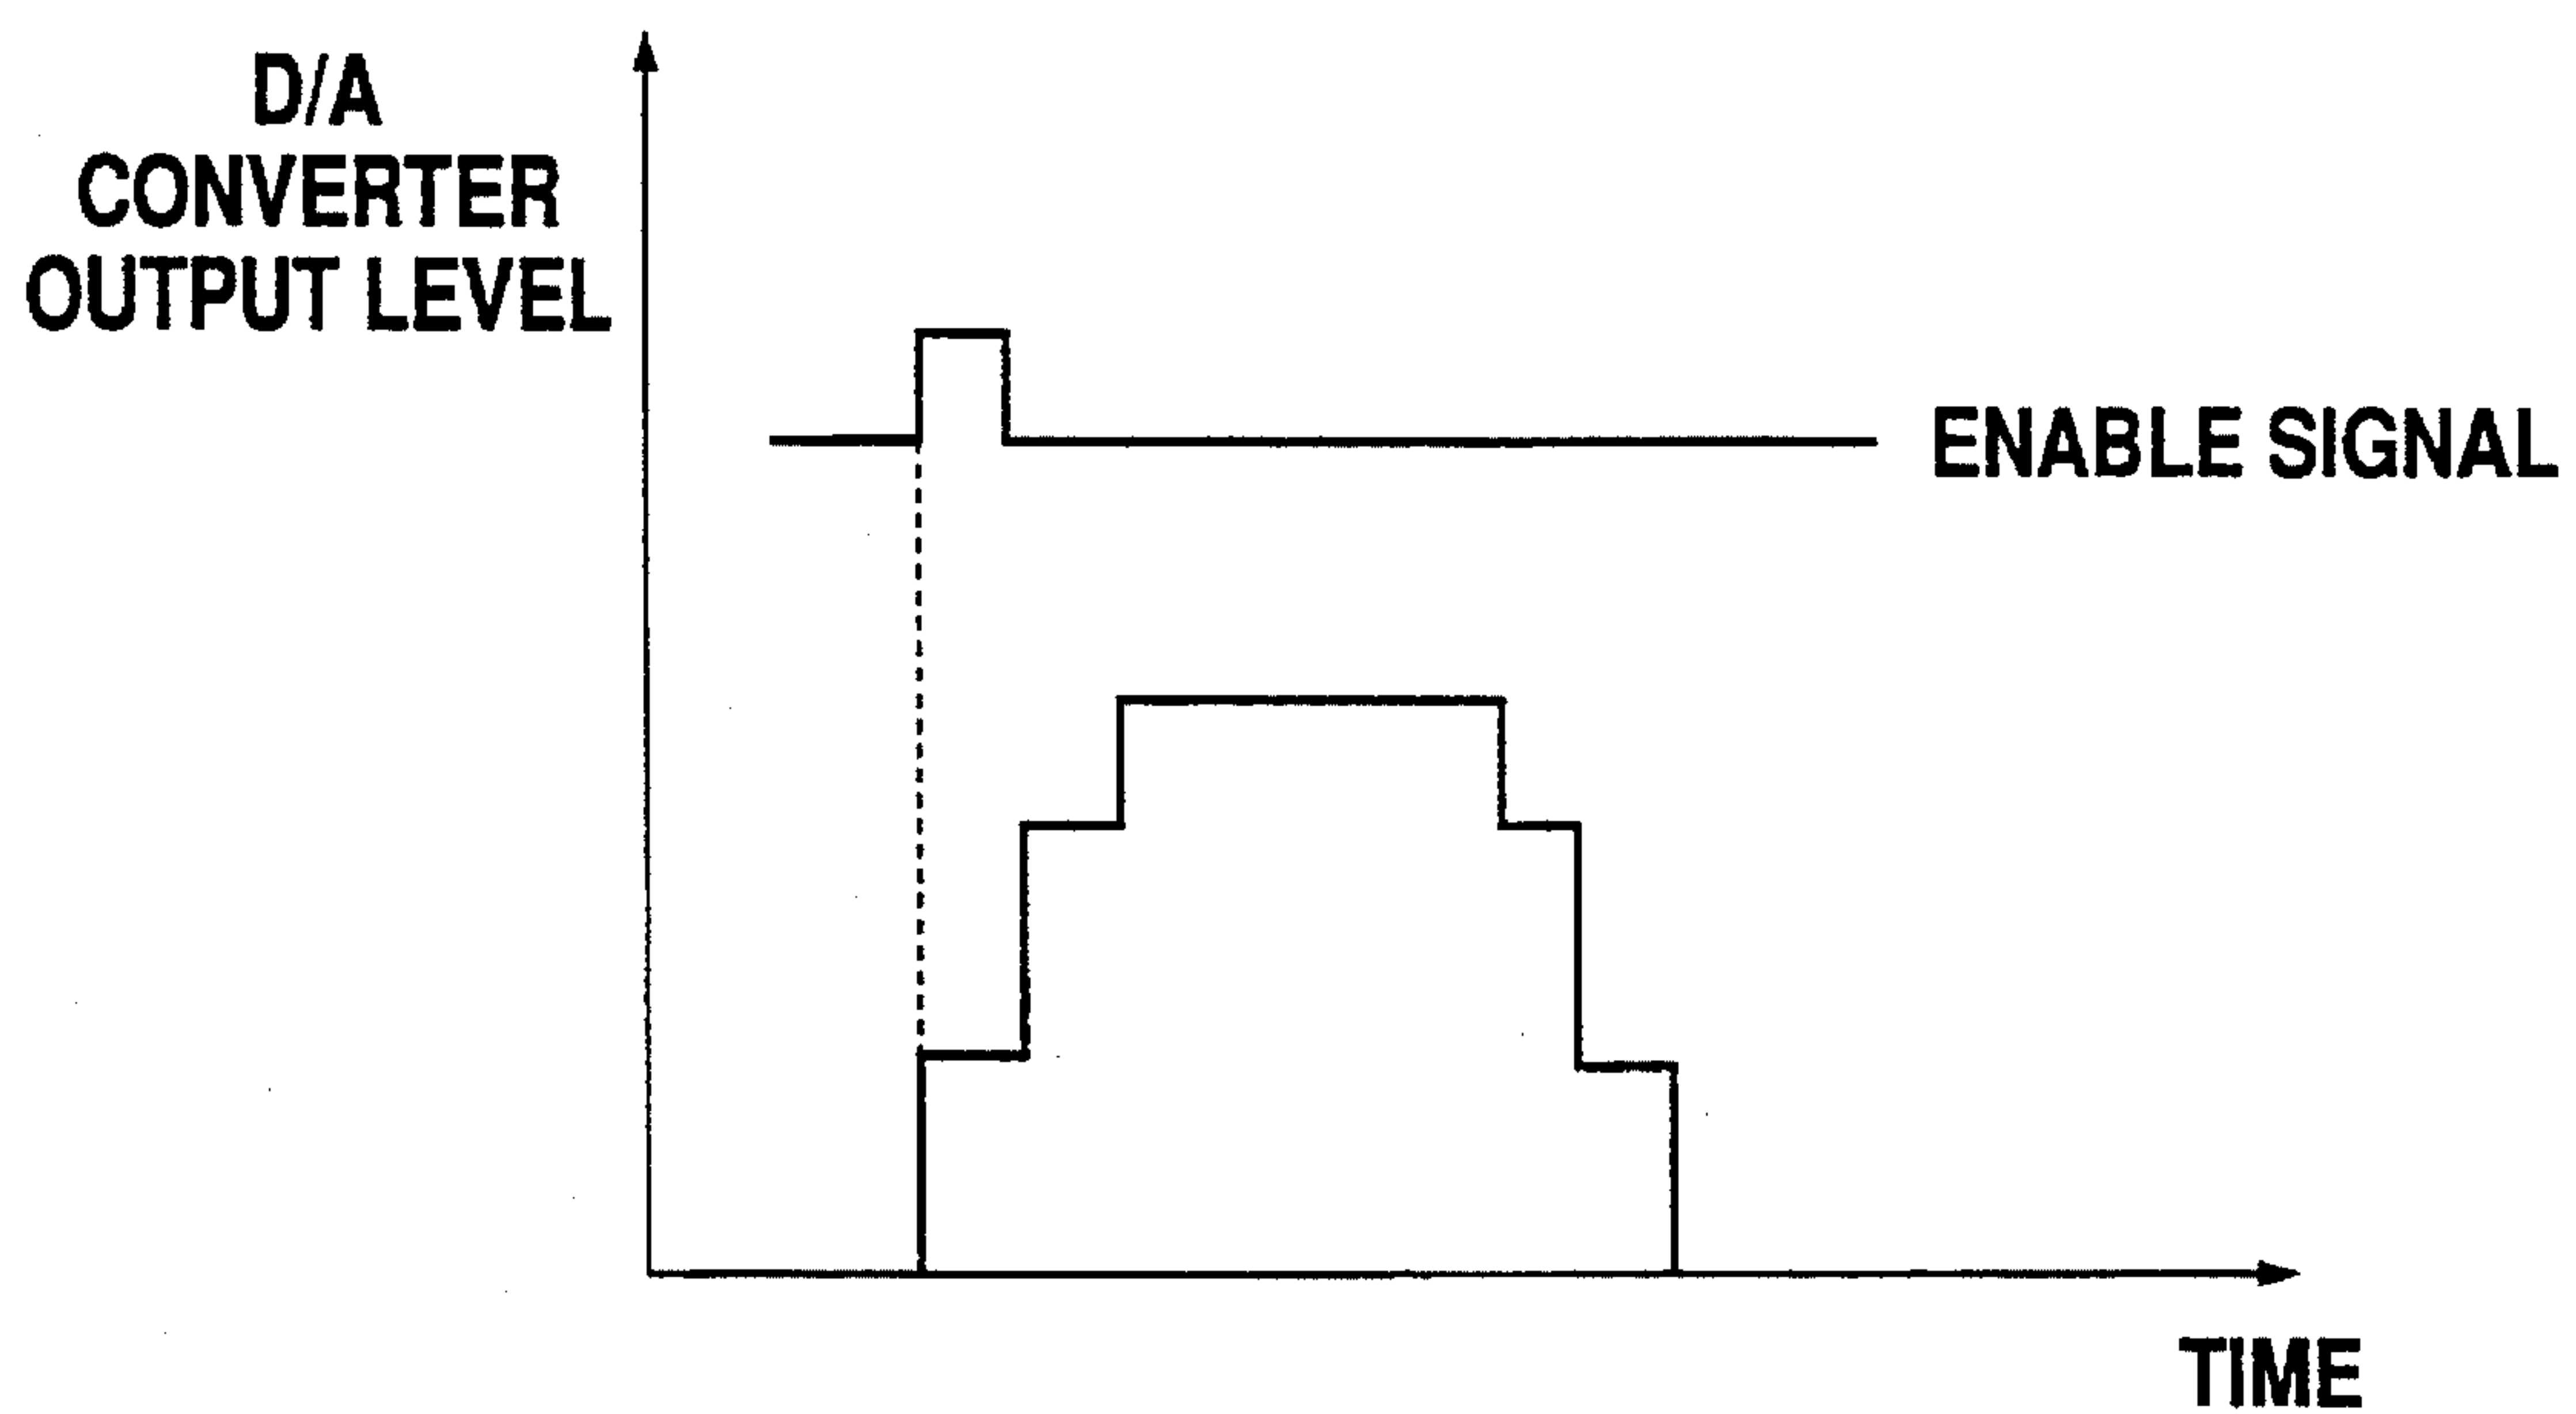 D/A
CONVERTER
OUTPUT LEVEL
ENABLE SIGNAL
TIME